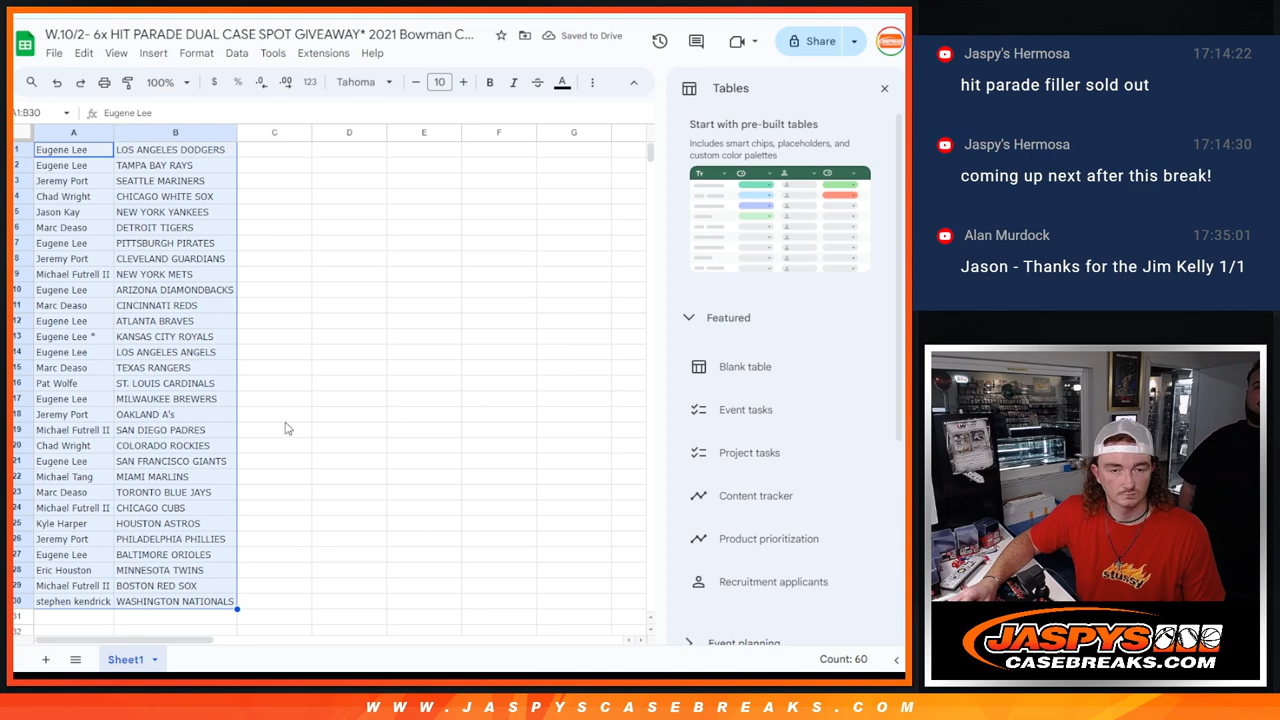 W.10/2- 6x HIT PARADE DUAL CASE SPOT GIVEAWAY* 2021 Bowman C...
Saved to Drive
Share
File Edit View Insert Format Data Tools Extensions Help
100% $ % .0 .00 123 Tahoma 10 B I A
A1:B30 fx Eugene Lee
A B C D E F G
1 Eugene Lee LOS ANGELES DODGERS
2 Eugene Lee TAMPA BAY RAYS
3 Jeremy Port SEATTLE MARINERS
4 Chad Wright CHICAGO WHITE SOX
5 Jason Kay NEW YORK YANKEES
6 Marc Deaso DETROIT TIGERS
7 Eugene Lee PITTSBURGH PIRATES
8 Jeremy Port CLEVELAND GUARDIANS
9 Michael Futrell II NEW YORK METS
10 Eugene Lee ARIZONA DIAMONDBACKS
11 Marc Deaso CINCINNATI REDS
12 Eugene Lee ATLANTA BRAVES
13 Eugene Lee * KANSAS CITY ROYALS
14 Eugene Lee LOS ANGELES ANGELS
15 Marc Deaso TEXAS RANGERS
16 Pat Wolfe ST. LOUIS CARDINALS
17 Eugene Lee MILWAUKEE BREWERS
18 Jeremy Port OAKLAND A's
19 Michael Futrell II SAN DIEGO PADRES
20 Chad Wright COLORADO ROCKIES
21 Eugene Lee SAN FRANCISCO GIANTS
22 Michael Tang MIAMI MARLINS
23 Marc Deaso TORONTO BLUE JAYS
24 Michael Futrell II CHICAGO CUBS
25 Kyle Harper HOUSTON ASTROS
26 Jeremy Port PHILADELPHIA PHILLIES
27 Eugene Lee BALTIMORE ORIOLES
28 Eric Houston MINNESOTA TWINS
29 Michael Futrell II BOSTON RED SOX
30 stephen kendrick WASHINGTON NATIONALS
31
32
Sheet1
Count: 60
Tables
Start with pre-built tables
Includes smart chips, placeholders, and
custom color palettes
Featured
Blank table
Event tasks
Project tasks
Content tracker
Product prioritization
Recruitment applicants
Event planning
Jaspy's Hermosa 17:14:22
hit parade filler sold out
Jaspy's Hermosa 17:14:30
coming up next after this break!
Alan Murdock 17:35:01
Jason - Thanks for the Jim Kelly 1/1
stussy
JASPYS
CASEBREAKS.COM
WWW.JASPYSCASEBREAKS.COM